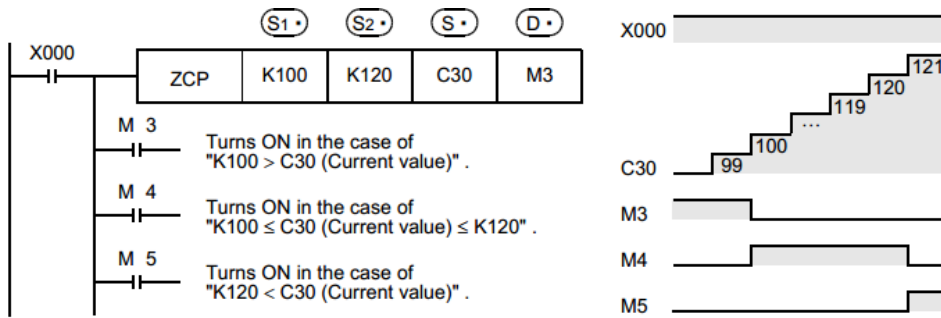 S1 • S2 • S • D •
X000
ZCP K100 K120 C30 M3
M 3
Turns ON in the case of
"K100 > C30 (Current value)" .
M 4
Turns ON in the case of
"K100 ≤ C30 (Current value) ≤ K120" .
M 5
Turns ON in the case of
"K120 < C30 (Current value)" .
X000
121
120
119
...
100
99
C30
M3
M4
M5